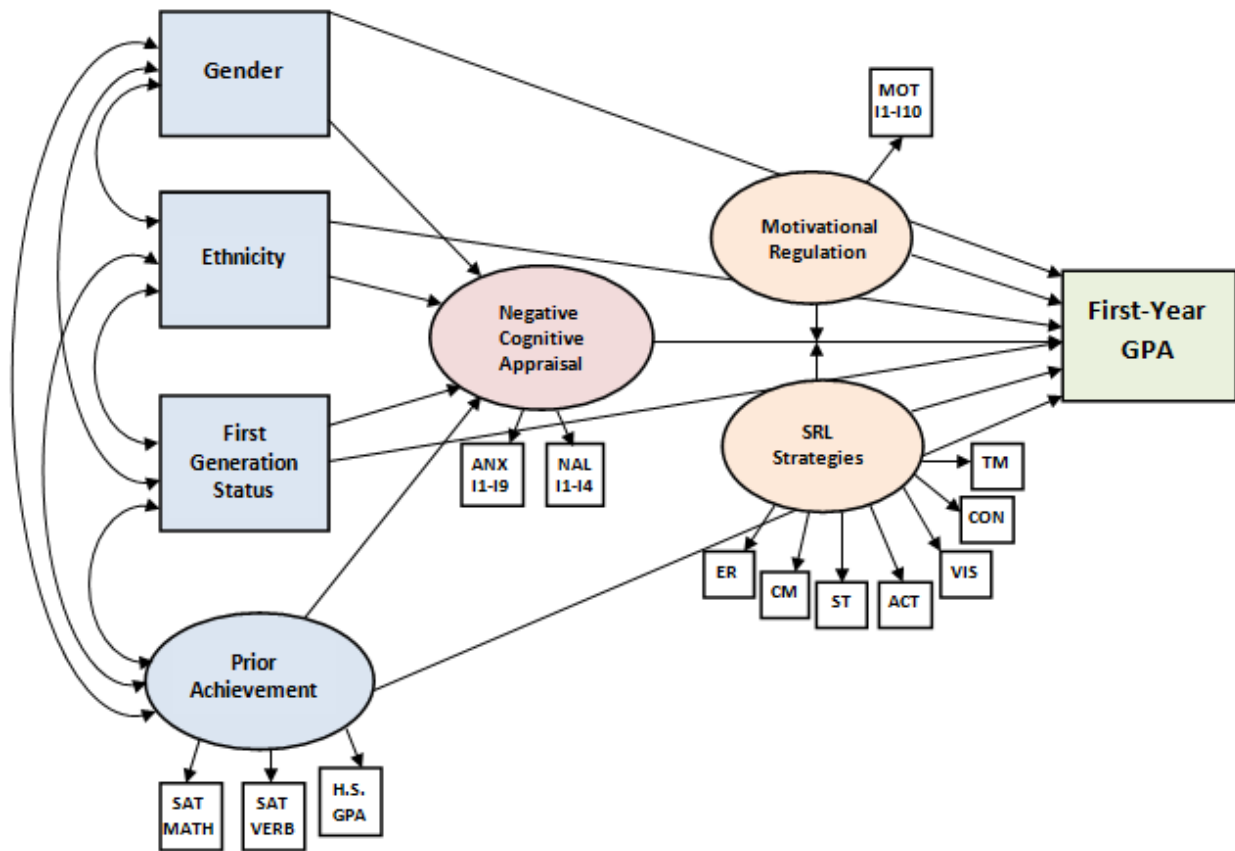 Gender
MOT
I1-I10
Ethnicity
Motivational
Regulation
Negative
Cognitive
Appraisal
First-Year
GPA
First
Generation
Status
SRL
Strategies
ANX
I1-I9
NAL
I1-I4
TM
CON
ER
CM
ST
ACT
VIS
Prior
Achievement
SAT
MATH
SAT
VERB
H.S.
GPA